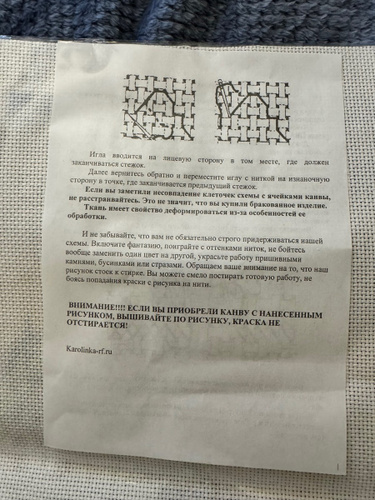 Игла вводится на лицевую сторону в том месте, где должен
заканчиваться стежок.
Далее вернитесь обратно и переместите иглу с ниткой на изнаночную
сторону в точке, где заканчивается предыдущий стежок.
Если вы заметили несовпадение клеточек схемы с ячейками канвы,
не расстраивайтесь. Это не значит, что вы купили бракованное изделие.
Ткань имеет свойство деформироваться из-за особенностей ее
обработки.
И не забывайте, что вам не обязательно строго придерживаться нашей
схемы. Включите фантазию, поиграйте с оттенками ниток, не бойтесь
вообще заменить один цвет на другой, украсьте работу пришивными
камнями, бусинками или стразами. Обращаем ваше внимание на то, что наш
рисунок стоек к стирке. Вы можете смело постирать готовую работу, не
боясь попадания краски с рисунка на нити.
ВНИМАНИЕ!!!! ЕСЛИ ВЫ ПРИОБРЕЛИ КАНВУ С НАНЕСЕННЫМ
РИСУНКОМ, ВЫШИВАЙТЕ ПО РИСУНКУ, КРАСКА НЕ
ОТСТИРАЕТСЯ!
Karolinka-rf.ru